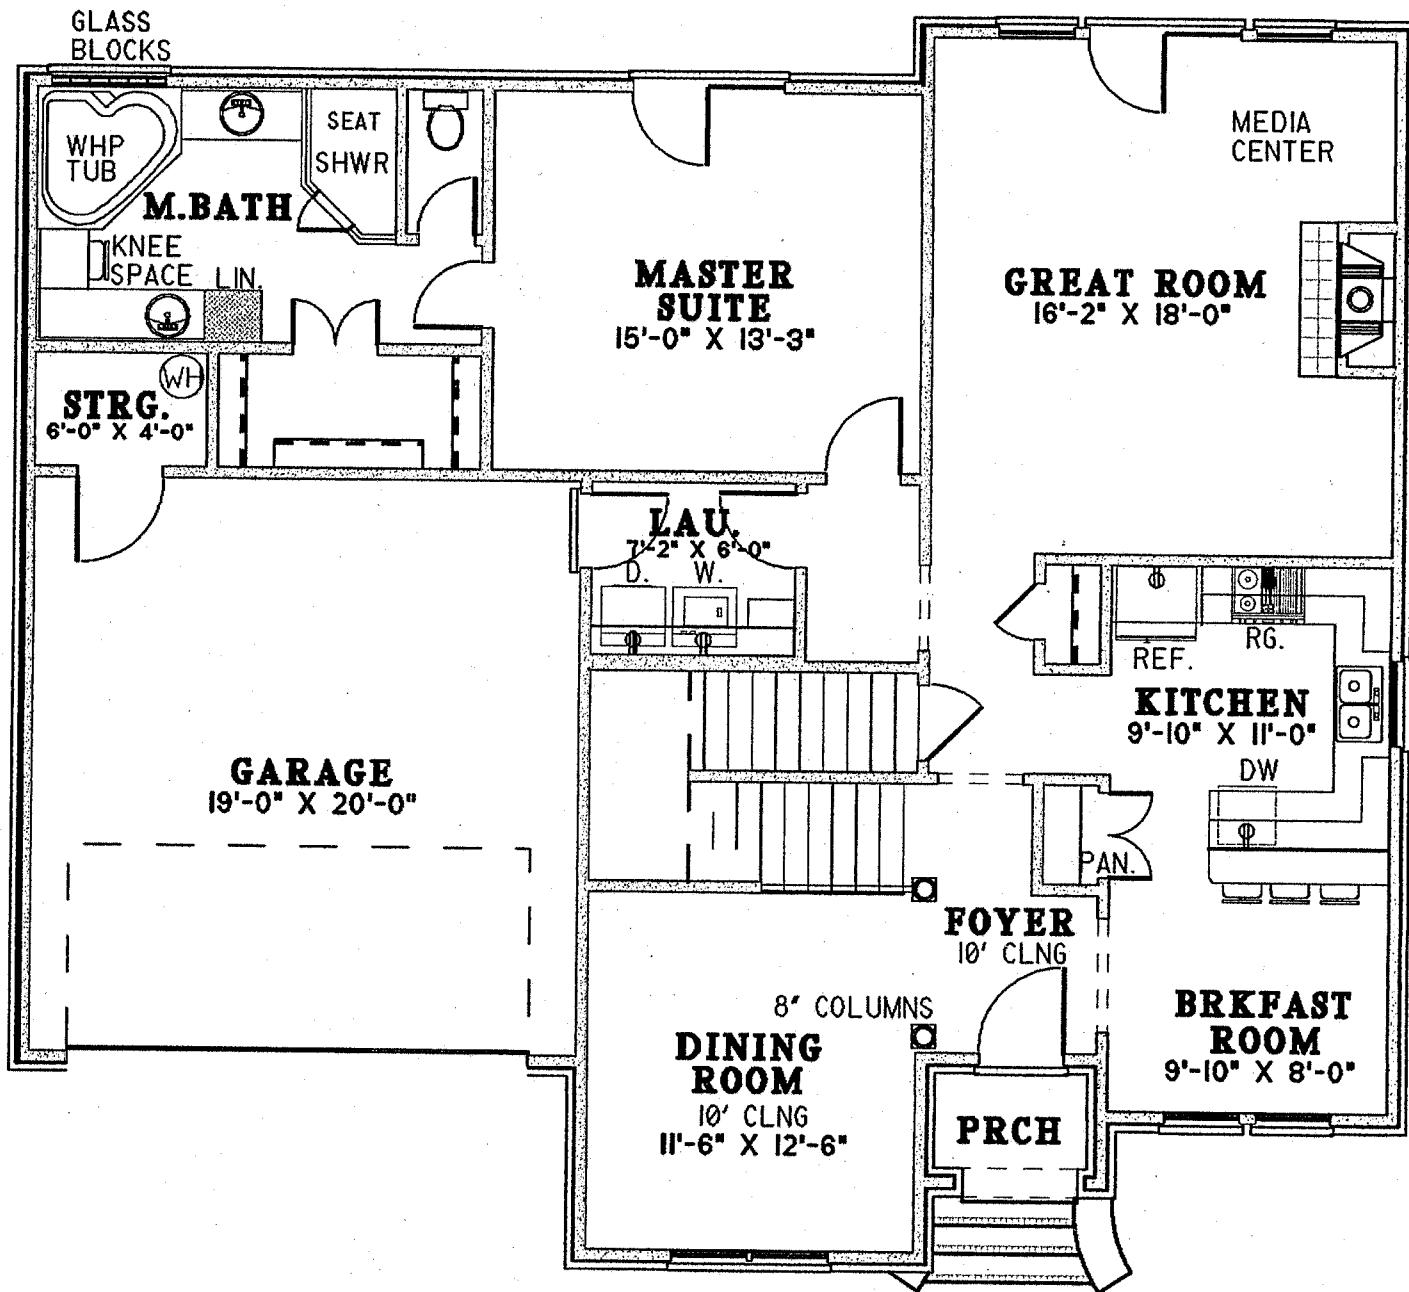 GLASS
BLOCKS
WHP
TUB
SEAT
SHWR
M.BATH
KNEE
SPACE
LIN.
MASTER
SUITE
15'-0" X 13'-3"
MEDIA
CENTER
GREAT ROOM
16'-2" X 18'-0"
WH
STRG.
6'-0" X 4'-0"
LAU.
7'-2" X 6'-0"
D.
W.
REF.
RG.
KITCHEN
9'-10" X 11'-0"
DW
GARAGE
19'-0" X 20'-0"
PAN.
FOYER
10' CLNG
8" COLUMNS
DINING
ROOM
10' CLNG
11'-6" X 12'-6"
BRKFAST
ROOM
9'-10" X 8'-0"
PRCH